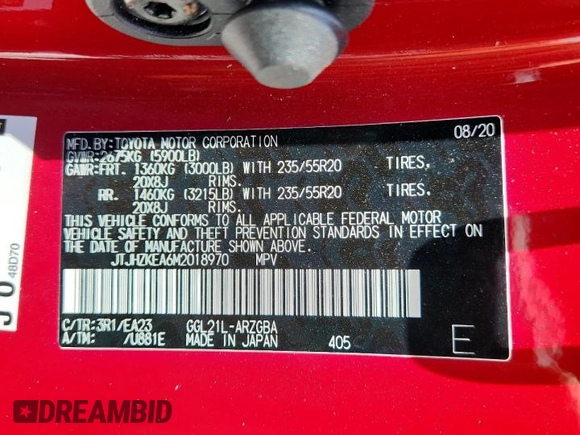 MFD.BY:TOYOTA MOTOR CORPORATION 08/20
GVWR:2675KG (5900LB)
GAWR:FRT. 1360KG (3000LB) WITH 235/55R20 TIRES,
20X8J RIMS.
RR. 1460KG (3215LB) WITH 235/55R20 TIRES,
20X8J RIMS.
THIS VEHICLE CONFORMS TO ALL APPLICABLE FEDERAL MOTOR
VEHICLE SAFETY AND THEFT PREVENTION STANDARDS IN EFFECT ON
THE DATE OF MANUFACTURE SHOWN ABOVE.
JTJHZKEA6M2018970 MPV
C/TR:3R1/EA23 GGL21L-ARZGBA
A/TM: /U881E MADE IN JAPAN 405 E
48D70
J O
DREAMBID